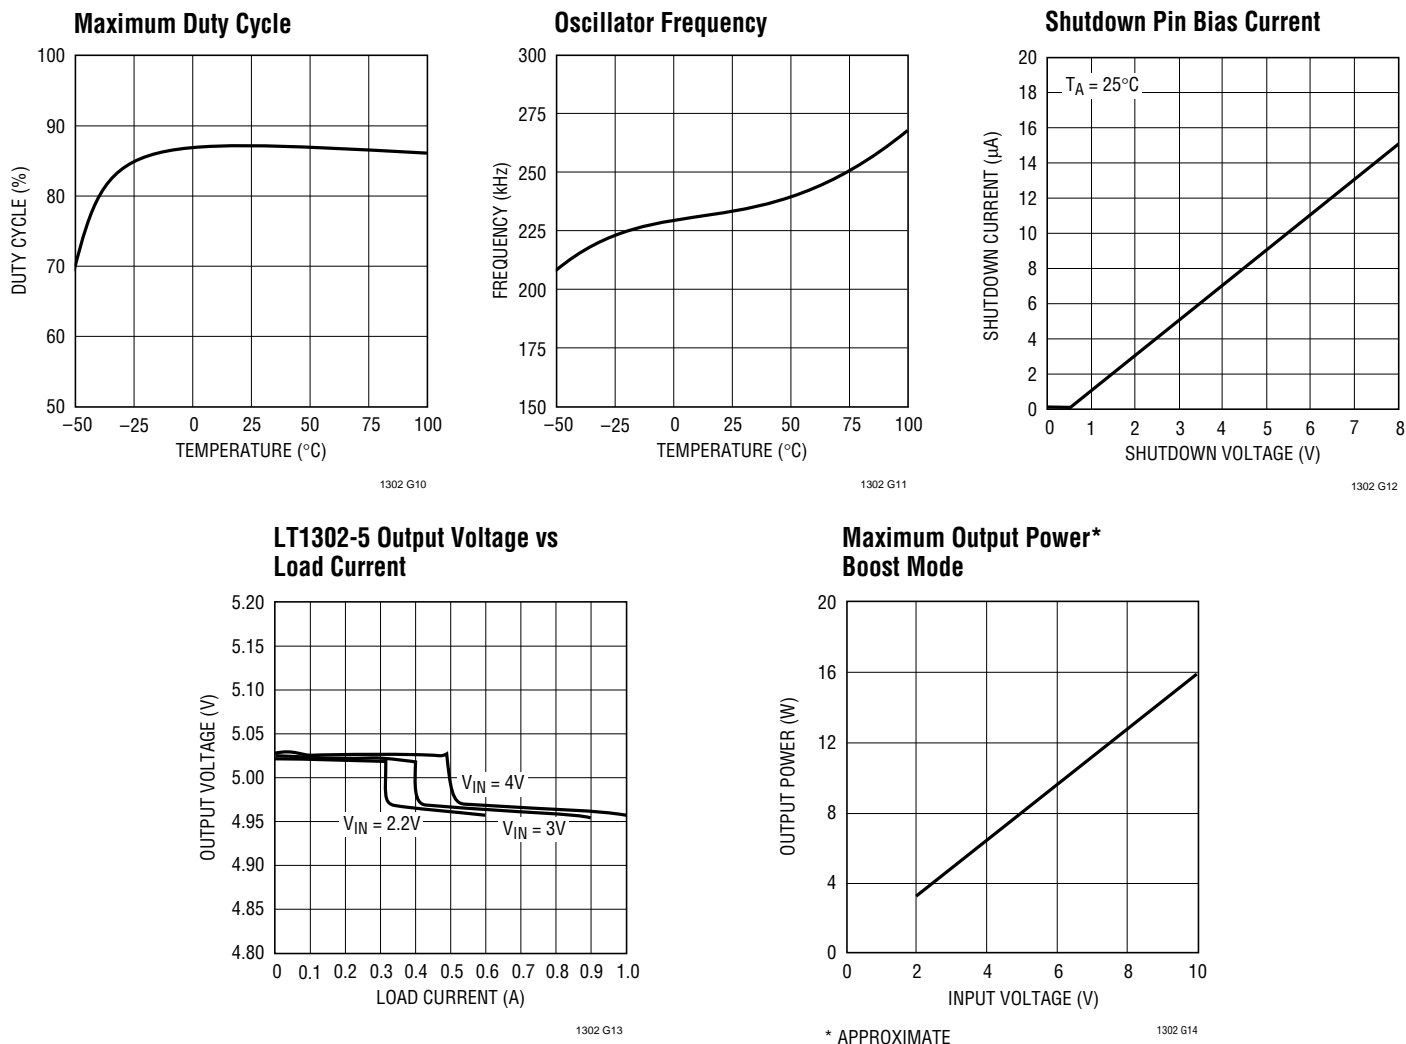 Maximum Duty Cycle
100
90
80
70
60
50
DUTY CYCLE (%)
–50 –25 0 25 50 75 100
TEMPERATURE (°C)
1302 G10
Oscillator Frequency
300
275
250
225
200
175
150
FREQUENCY (kHz)
–50 –25 0 25 50 75 100
TEMPERATURE (°C)
1302 G11
Shutdown Pin Bias Current
20
18
16
14
12
10
8
6
4
2
0
SHUTDOWN CURRENT (µA)
TA = 25°C
0 1 2 3 4 5 6 7 8
SHUTDOWN VOLTAGE (V)
1302 G12
LT1302-5 Output Voltage vs
Load Current
5.20
5.15
5.10
5.05
5.00
4.95
4.90
4.85
4.80
OUTPUT VOLTAGE (V)
VIN = 4V
VIN = 2.2V
VIN = 3V
0 0.1 0.2 0.3 0.4 0.5 0.6 0.7 0.8 0.9 1.0
LOAD CURRENT (A)
1302 G13
Maximum Output Power*
Boost Mode
20
16
12
8
4
0
OUTPUT POWER (W)
0 2 4 6 8 10
INPUT VOLTAGE (V)
* APPROXIMATE
1302 G14